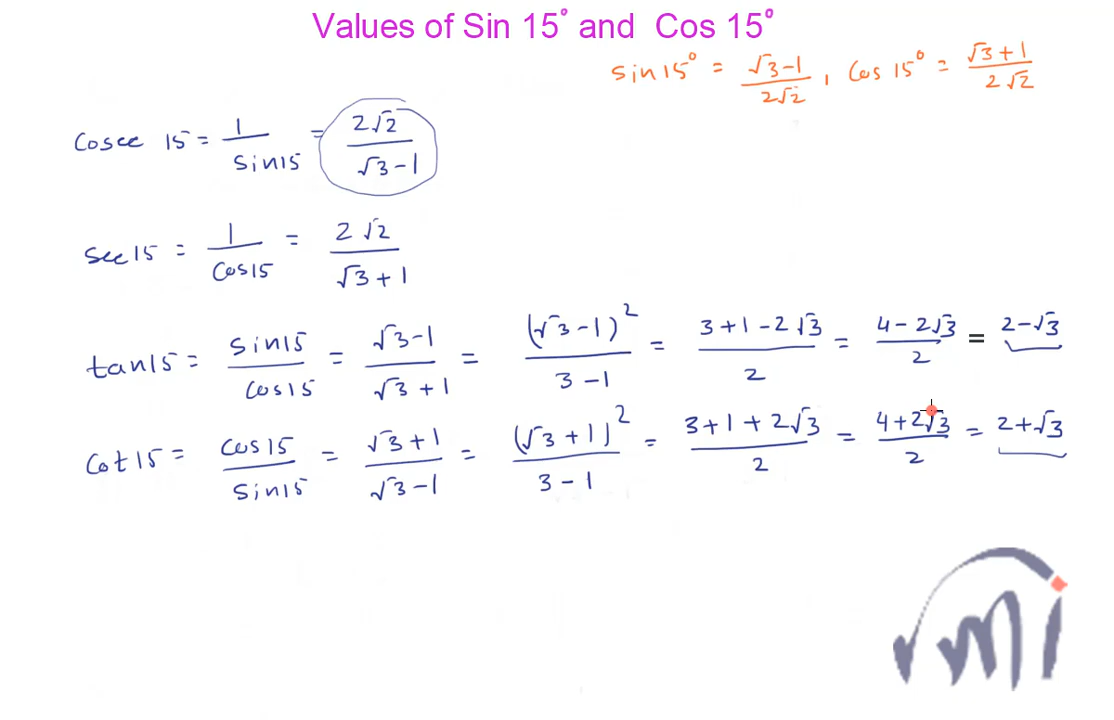 Values of Sin 15° and Cos 15°
sin15° = √3-1/2√2, Cos 15° = √3+1/2√2
Cosec 15 = 1/sin15 = 2√2/√3-1
Sec15 = 1/Cos15 = 2√2/√3+1
tan15 = sin15/cos15 = √3-1/√3+1 = (√3-1)²/3-1 = 3+1-2√3/2 = 4-2√3/2 = 2-√3
Cot15 = cos15/sin15 = √3+1/√3-1 = (√3+1)²/3-1 = 3+1+2√3/2 = 4+2√3/2 = 2+√3
vmi